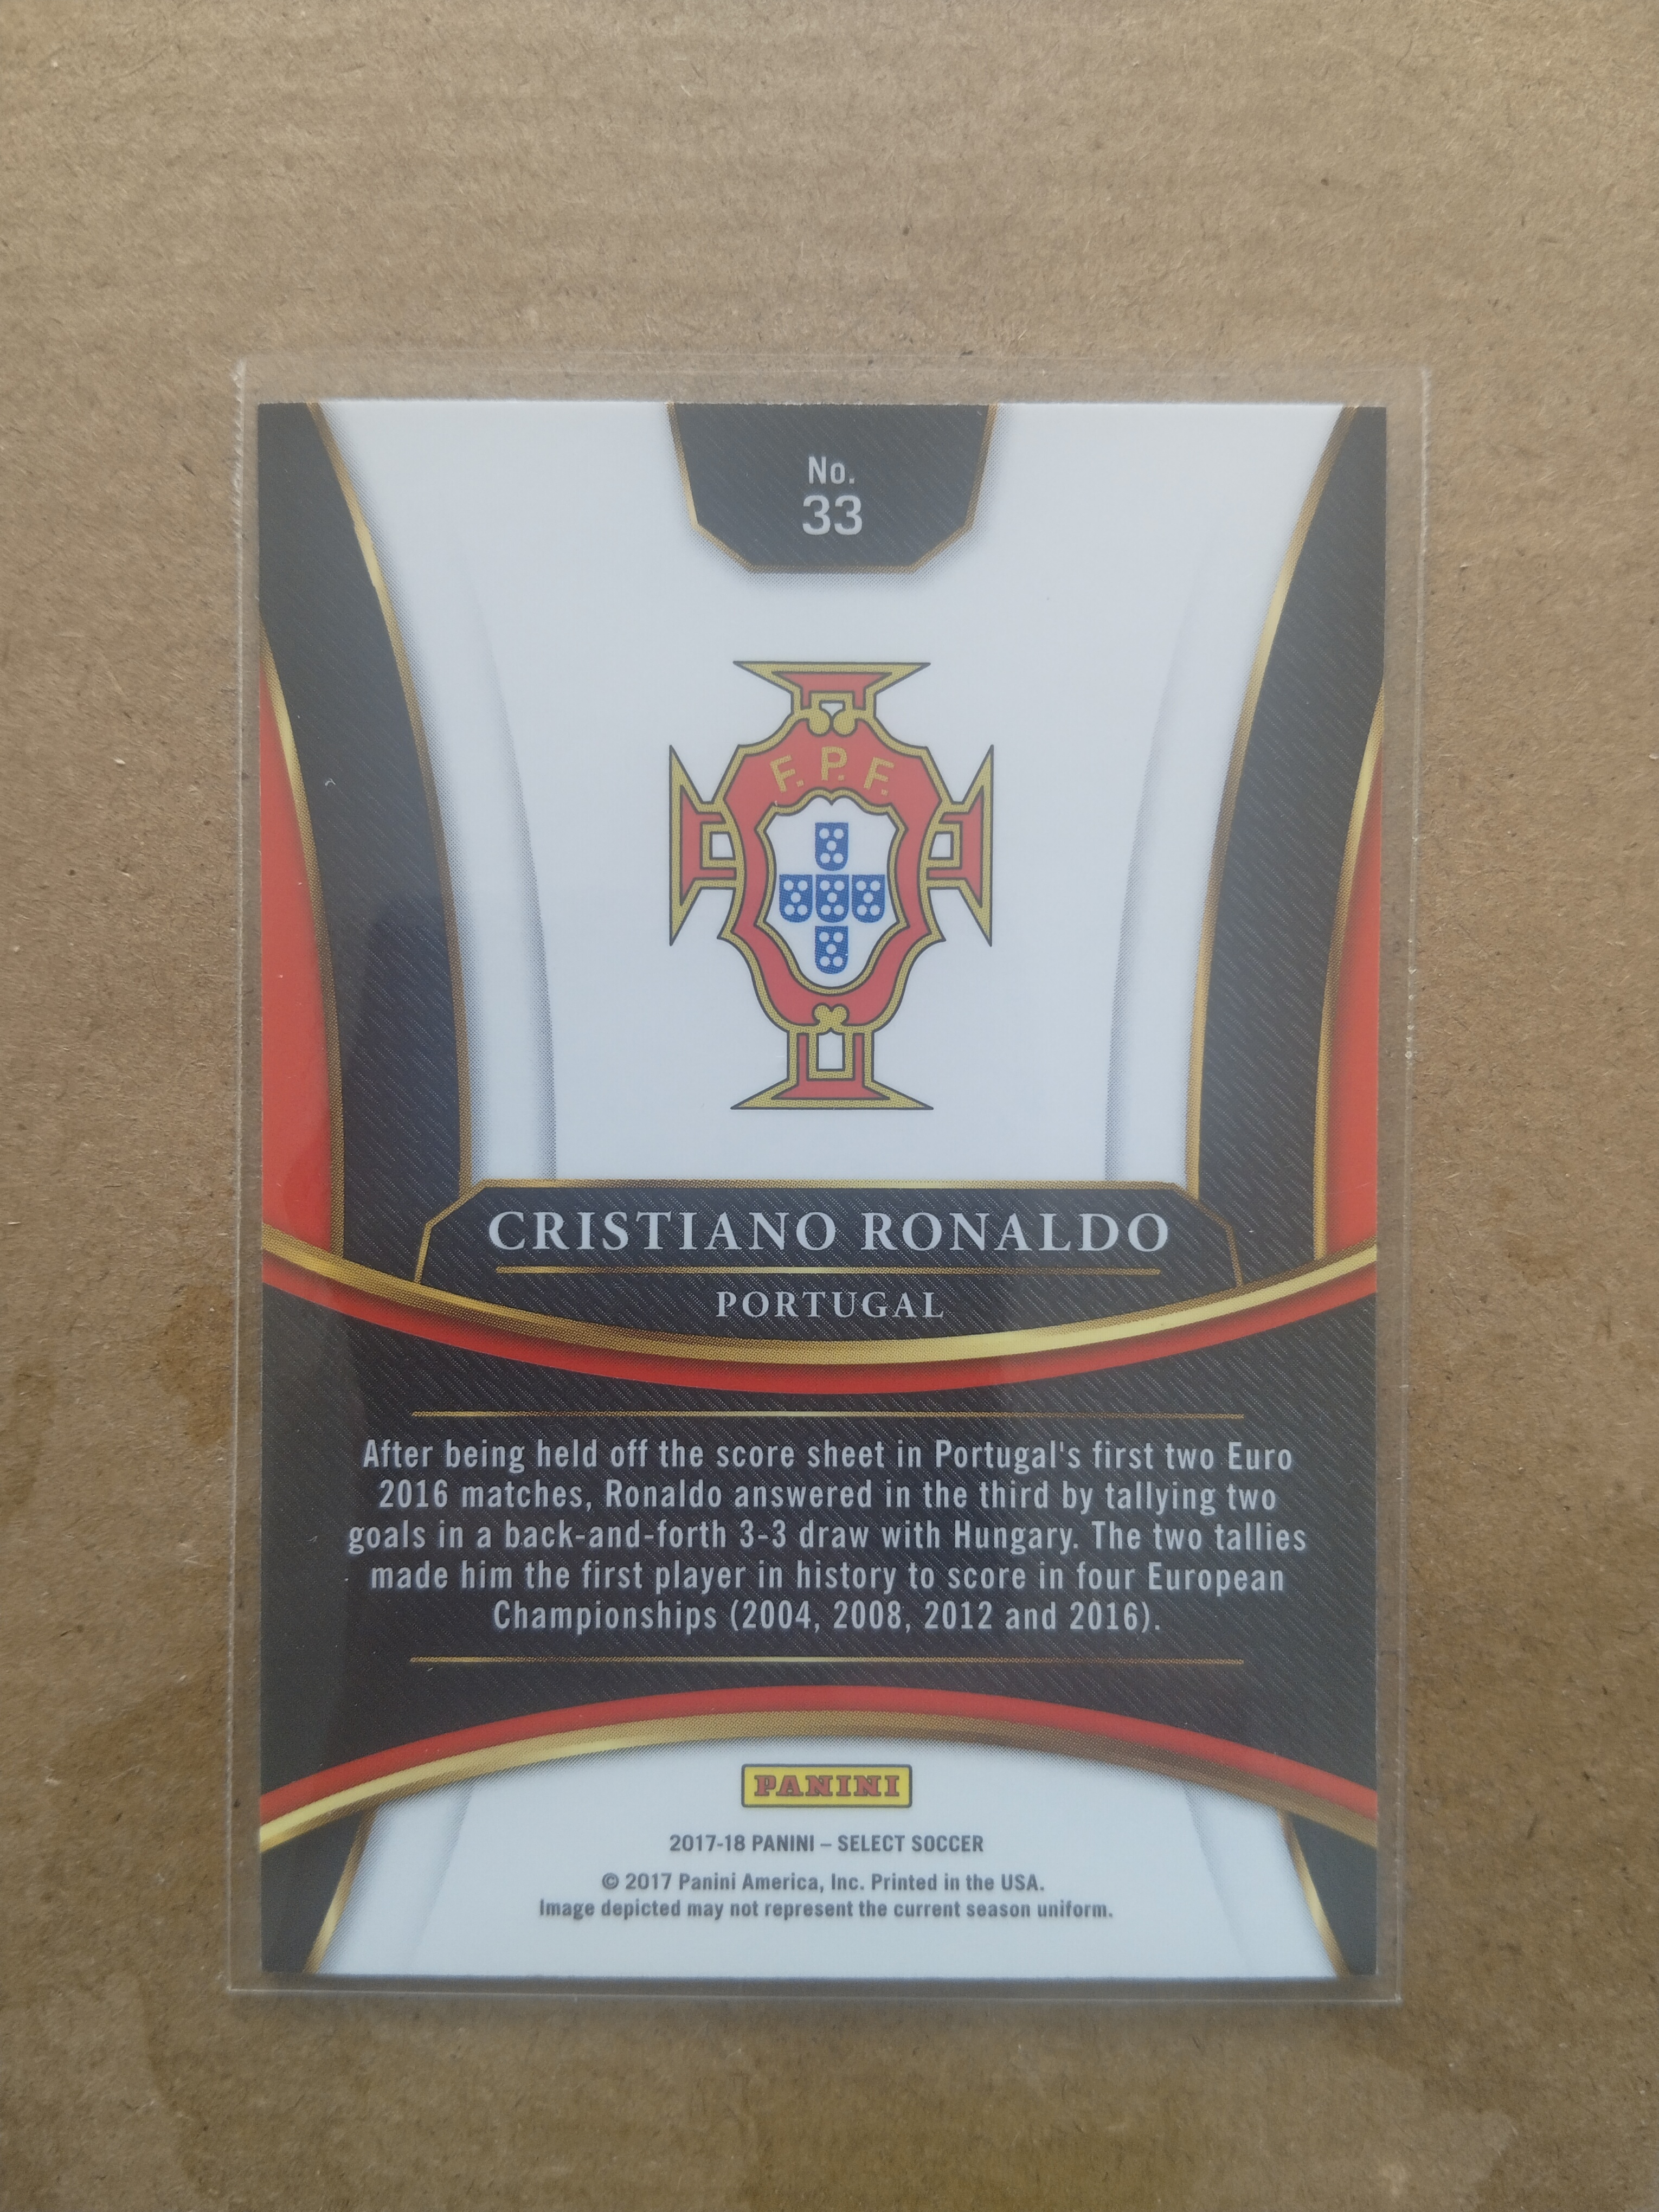 No.
33
F.P.F.
CRISTIANO RONALDO
PORTUGAL
After being held off the score sheet in Portugal's first two Euro
2016 matches, Ronaldo answered in the third by tallying two
goals in a back-and-forth 3-3 draw with Hungary. The two tallies
made him the first player in history to score in four European
Championships (2004, 2008, 2012 and 2016).
PANINI
2017-18 PANINI – SELECT SOCCER
© 2017 Panini America, Inc. Printed in the USA.
Image depicted may not represent the current season uniform.